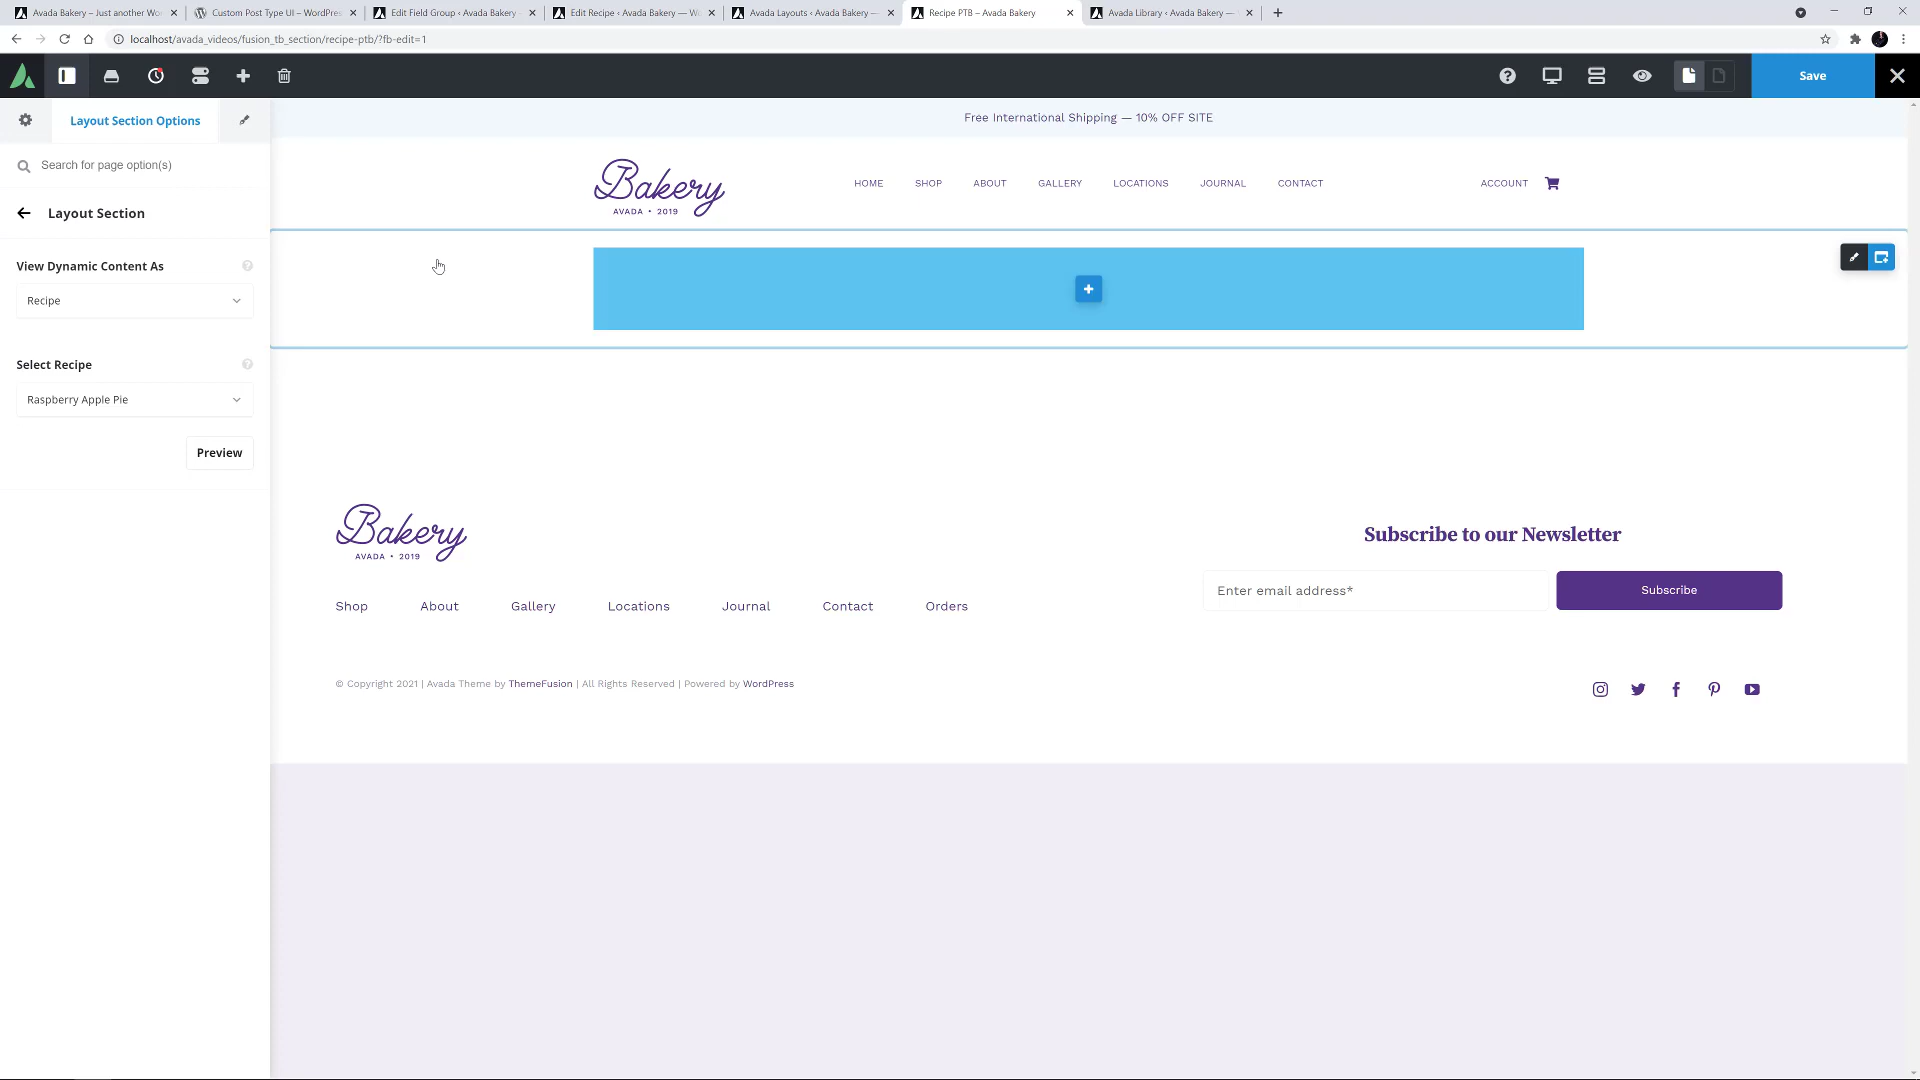 Avada Bakery – Just another Wo
Custom Post Type UI – WordPres
Edit Field Group ‹ Avada Bakery
Edit Recipe ‹ Avada Bakery — W
Avada Layouts ‹ Avada Bakery —
Recipe PTB – Avada Bakery
Avada Library ‹ Avada Bakery —
localhost/avada_videos/fusion_tb_section/recipe-ptb/?fb-edit=1
Save
Layout Section Options
Search for page option(s)
Layout Section
View Dynamic Content As
Recipe
Select Recipe
Raspberry Apple Pie
Preview
Free International Shipping — 10% OFF SITE
Bakery
AVADA • 2019
HOME SHOP ABOUT GALLERY LOCATIONS JOURNAL CONTACT ACCOUNT
Bakery
AVADA • 2019
Shop About Gallery Locations Journal Contact Orders
Subscribe to our Newsletter
Enter email address*
Subscribe
© Copyright 2021 | Avada Theme by ThemeFusion | All Rights Reserved | Powered by WordPress